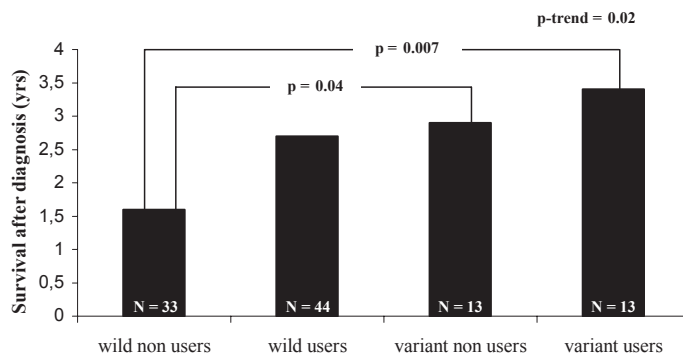 p-trend = 0.02
Survival after diagnosis (yrs)
4
3,5
3
2,5
2
1,5
1
0,5
0
p = 0.007
p = 0.04
N = 33
N = 44
N = 13
N = 13
wild non users
wild users
variant non users
variant users